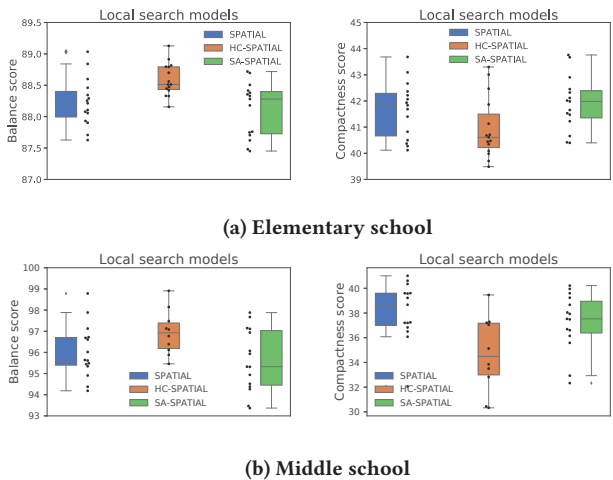 Local search models
Balance score
89.5
89.0
88.5
88.0
87.5
87.0
SPATIAL
HC-SPATIAL
SA-SPATIAL
Local search models
Compactness score
45
44
43
42
41
40
39
SPATIAL
HC-SPATIAL
SA-SPATIAL
(a) Elementary school
Local search models
Balance score
100
99
98
97
96
95
94
93
SPATIAL
HC-SPATIAL
SA-SPATIAL
Local search models
Compactness score
40
38
36
34
32
30
SPATIAL
HC-SPATIAL
SA-SPATIAL
(b) Middle school